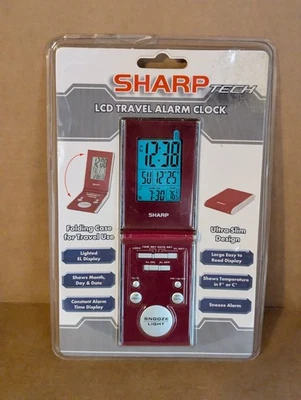 SHARP TECH
LCD TRAVEL ALARM CLOCK
12:38
SU 12 25
7:30 76
SHARP
Folding Case
for Travel Use
Ultra Slim
Design
Lighted
EL Display
Shows Month,
Day & Date
Constant Alarm
Time Display
Large Easy to
Read Display
Shows Temperature
in F° or C°
Snooze Alarm
SNOOZE
LIGHT